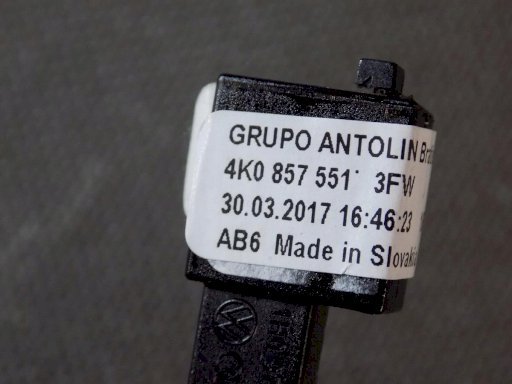 GRUPO ANTOLIN
4K0 857 551 3FW
30.03.2017 16:46:23
AB6 Made in Slovakia